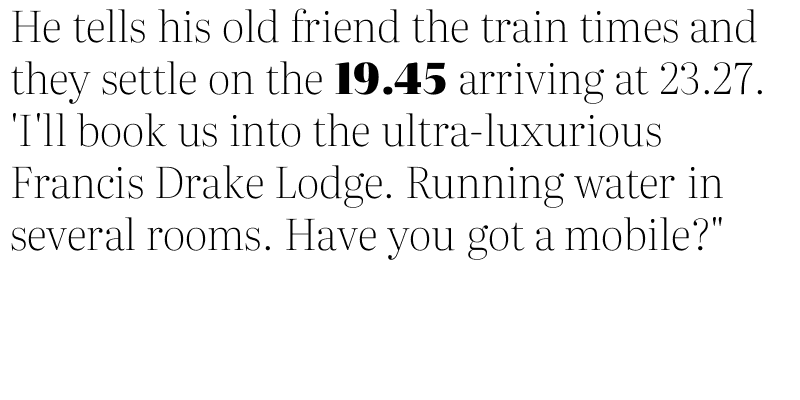 He tells his old friend the train times and
they settle on the 19.45 arriving at 23.27.
'I'll book us into the ultra-luxurious
Francis Drake Lodge. Running water in
several rooms. Have you got a mobile?"